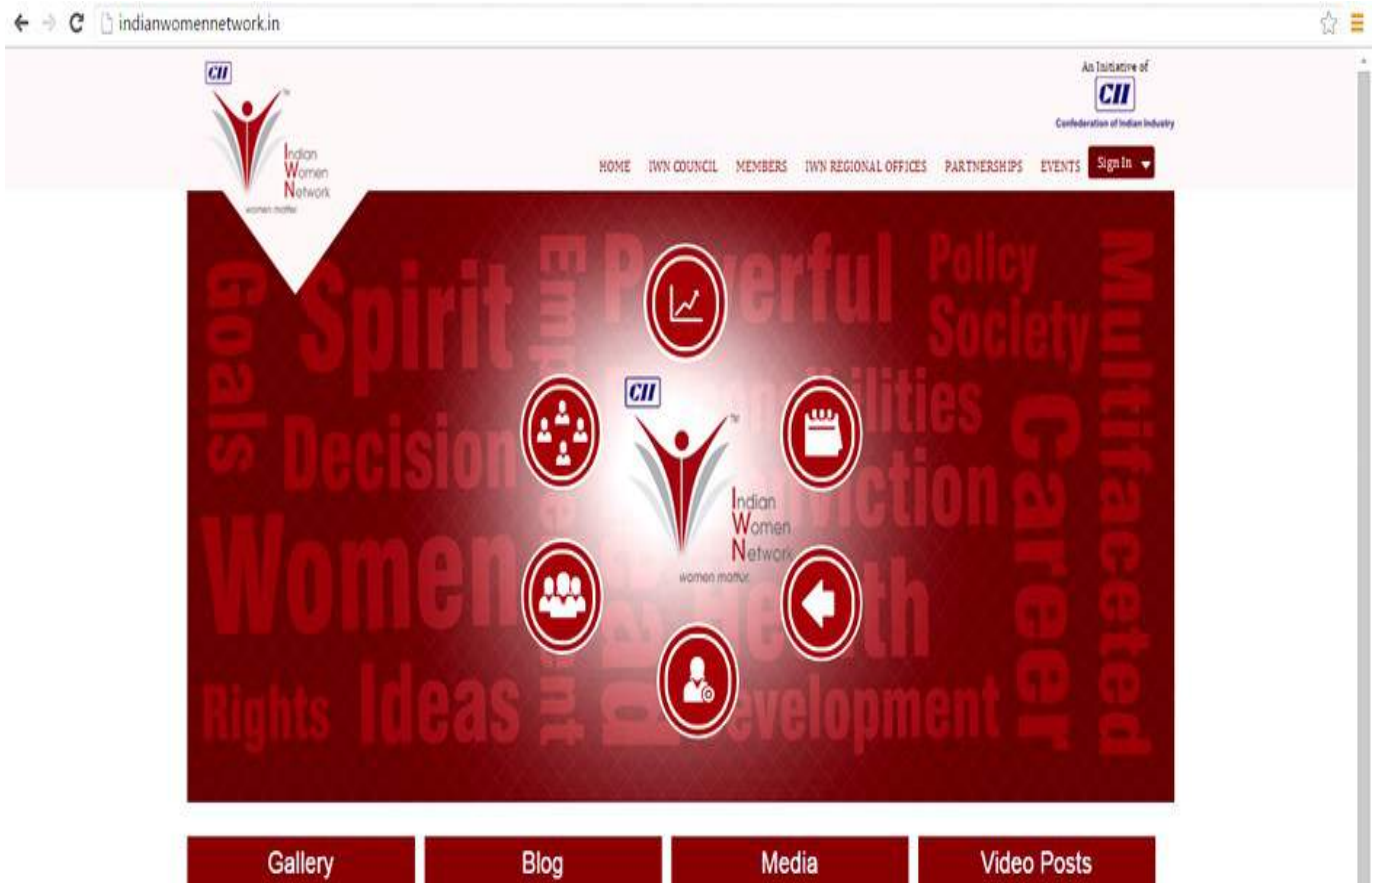 indianwomennetwork.in
CII
TM
Indian
Women
Network
women matter
An Initiative of
CII
Confederation of Indian Industry
HOME IWN COUNCIL MEMBERS IWN REGIONAL OFFICES PARTNERSHIPS EVENTS Sign In
Goals
Spirit
Powerful
Policy
Society
Multifaceted
Decision
Career
Women
Rights
Ideas
CII
TM
Indian
Women
Network
women matter.
Gallery Blog Media Video Posts